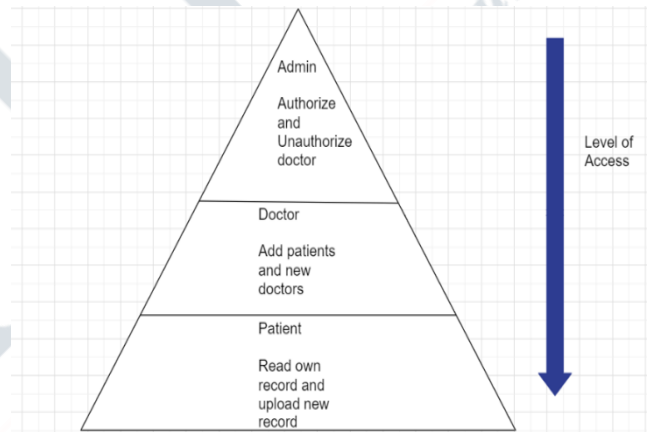 Admin
Authorize
and
Unauthorize
doctor
Level of
Access
Doctor
Add patients
and new
doctors
Patient
Read own
record and
upload new
record